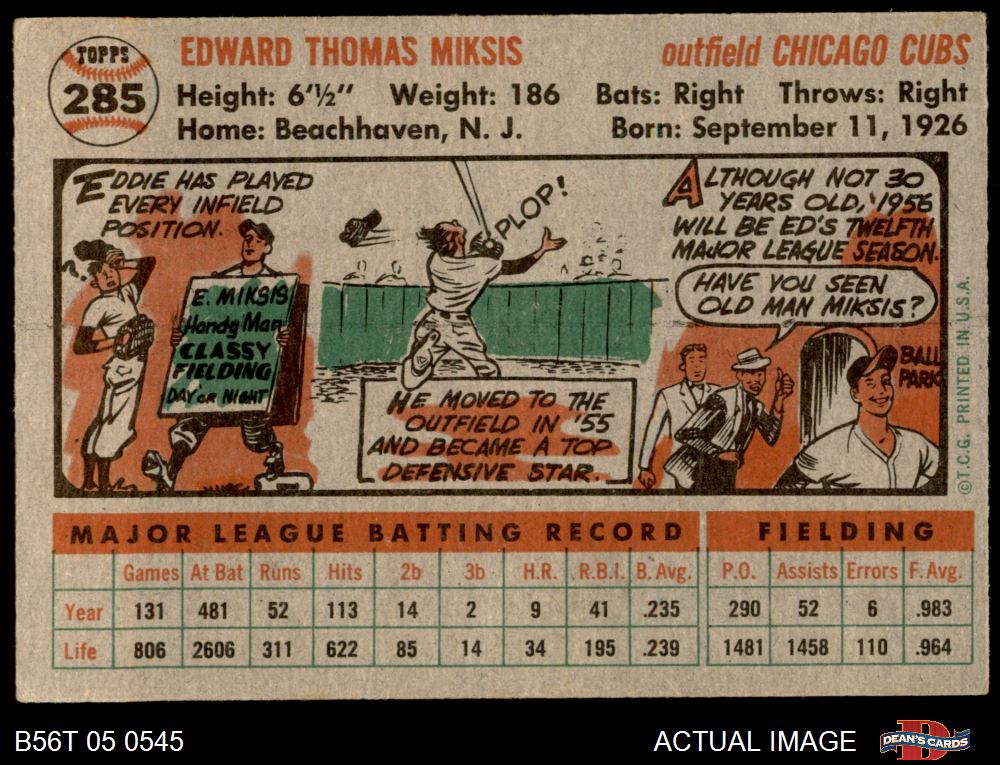 TOPPS
285
EDWARD THOMAS MIKSIS
outfield CHICAGO CUBS
Height: 6'½" Weight: 186 Bats: Right Throws: Right
Home: Beachhaven, N. J. Born: September 11, 1926
EDDIE HAS PLAYED
EVERY INFIELD
POSITION.
?
E. MIKSIS
Handy Man
CLASSY
FIELDING
DAY OR NIGHT
PLOP!
HE MOVED TO THE
OUTFIELD IN '55
AND BECAME A TOP
DEFENSIVE STAR.
ALTHOUGH NOT 30
YEARS OLD, 1956
WILL BE ED'S TWELFTH
MAJOR LEAGUE SEASON.
HAVE YOU SEEN
OLD MAN MIKSIS?
BALL
PARK
©T.C.G. PRINTED IN U.S.A.
MAJOR LEAGUE BATTING RECORD FIELDING
Games At Bat Runs Hits 2b 3b H.R. R.B.I. B. Avg. P.O. Assists Errors F. Avg.
Year 131 481 52 113 14 2 9 41 .235 290 52 6 .983
Life 806 2606 311 622 85 14 34 195 .239 1481 1458 110 .964
B56T 05 0545
ACTUAL IMAGE
D
DEAN'S CARDS